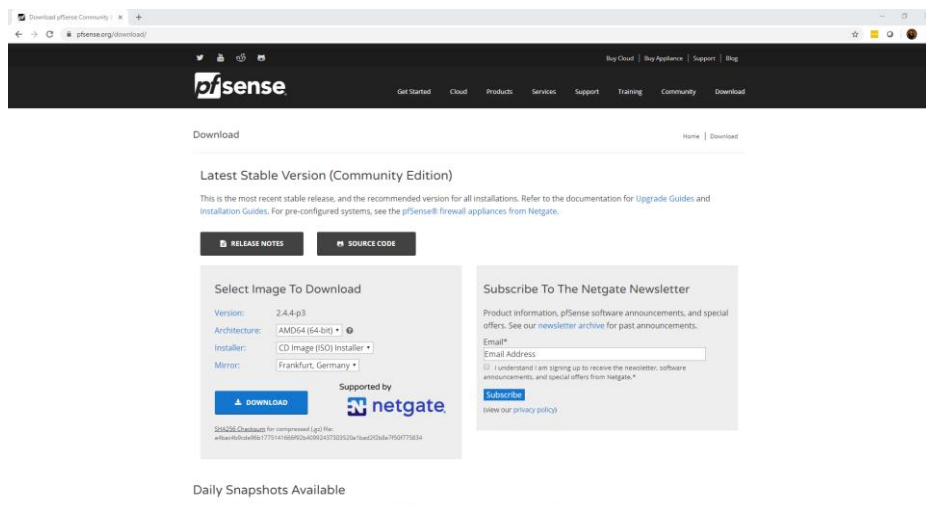 Download pfSense Community
pfsense.org/download/
Buy Cloud | Buy Appliance | Support | Blog
pfsense
Get Started Cloud Products Services Support Training Community Download
Download
Home | Download
Latest Stable Version (Community Edition)
This is the most recent stable release, and the recommended version for all installations. Refer to the documentation for Upgrade Guides and
Installation Guides. For pre-configured systems, see the pfSense® firewall appliances from Netgate.
RELEASE NOTES SOURCE CODE
Select Image To Download
Version: 2.4.4-p3
Architecture: AMD64 (64-bit)
Installer: CD Image (ISO) Installer
Mirror: Frankfurt, Germany
DOWNLOAD
Supported by
netgate
SHA256 Checksum for compressed (.gz) file:
Subscribe To The Netgate Newsletter
Product information, pfSense software announcements, and special
offers. See our newsletter archive for past announcements.
Email*
Email Address
I understand I am signing up to receive the newsletter, software
announcements, and special offers from Netgate.*
Subscribe
(view our privacy policy)
Daily Snapshots Available